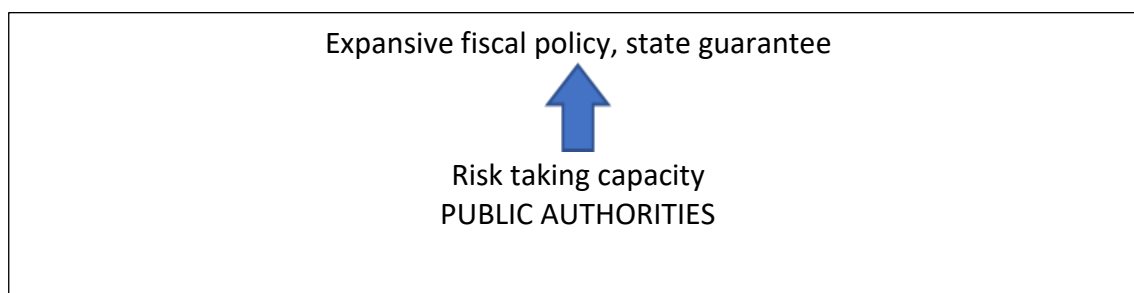 Expansive fiscal policy, state guarantee
Risk taking capacity
PUBLIC AUTHORITIES